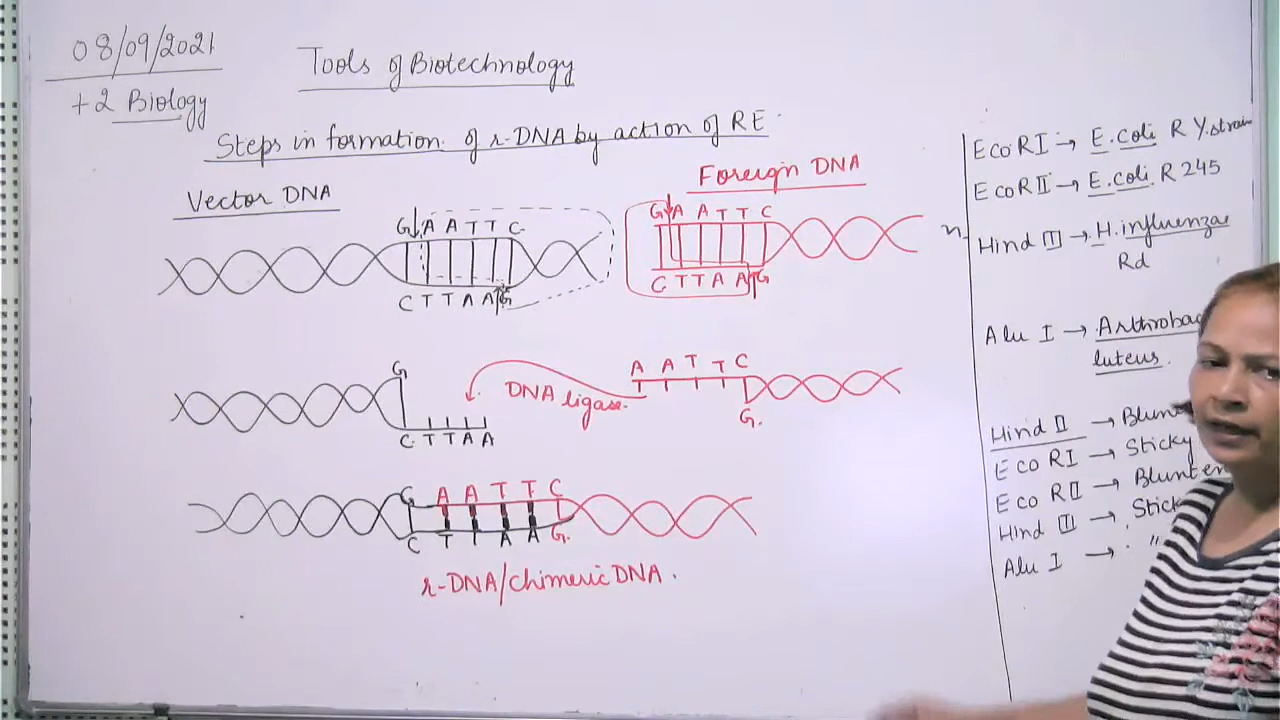 08/09/2021
+2 Biology
Tools of Biotechnology
Steps in formation of r-DNA by action of RE
Vector DNA
G A A T T C
C T T A A G
Foreign DNA
G A A T T C
C T T A A G
G
C T T A A
DNA ligase.
A A T T C
G.
G A A T T C
C T T A A G.
r-DNA/chimeric DNA.
EcoRI → E.coli R Y strain
EcoRII → E.coli R 245
Hind III → H. influenzae
Rd
Alu I → Arthrobac
luteus.
Hind II → Blunt
EcoRI → Sticky
EcoRII → Blunt en
Hind III → Stick
Alu I → "